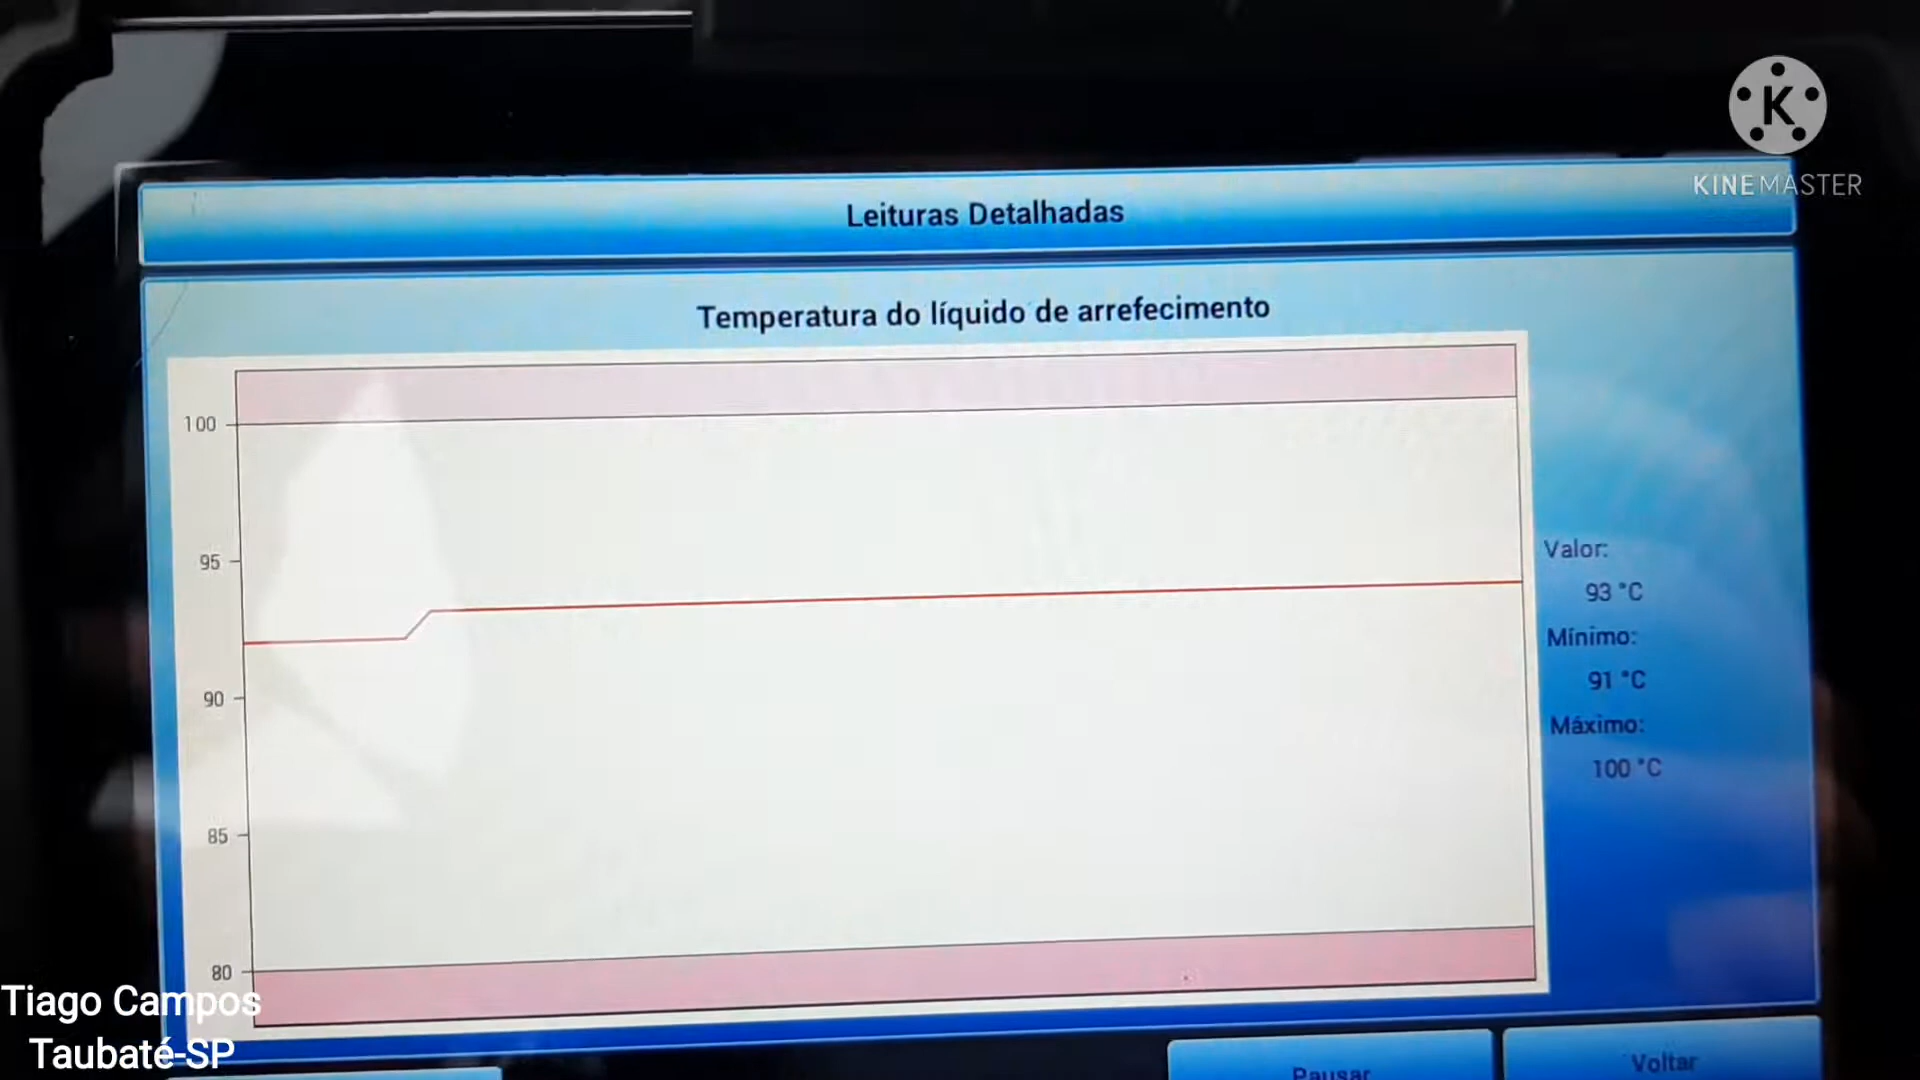 K
KINEMASTER
Leituras Detalhadas
Temperatura do líquido de arrefecimento
100
95
90
85
80
Valor:
93 °C
Mínimo:
91 °C
Máximo:
100 °C
Pausar
Voltar
Tiago Campos
Taubaté-SP